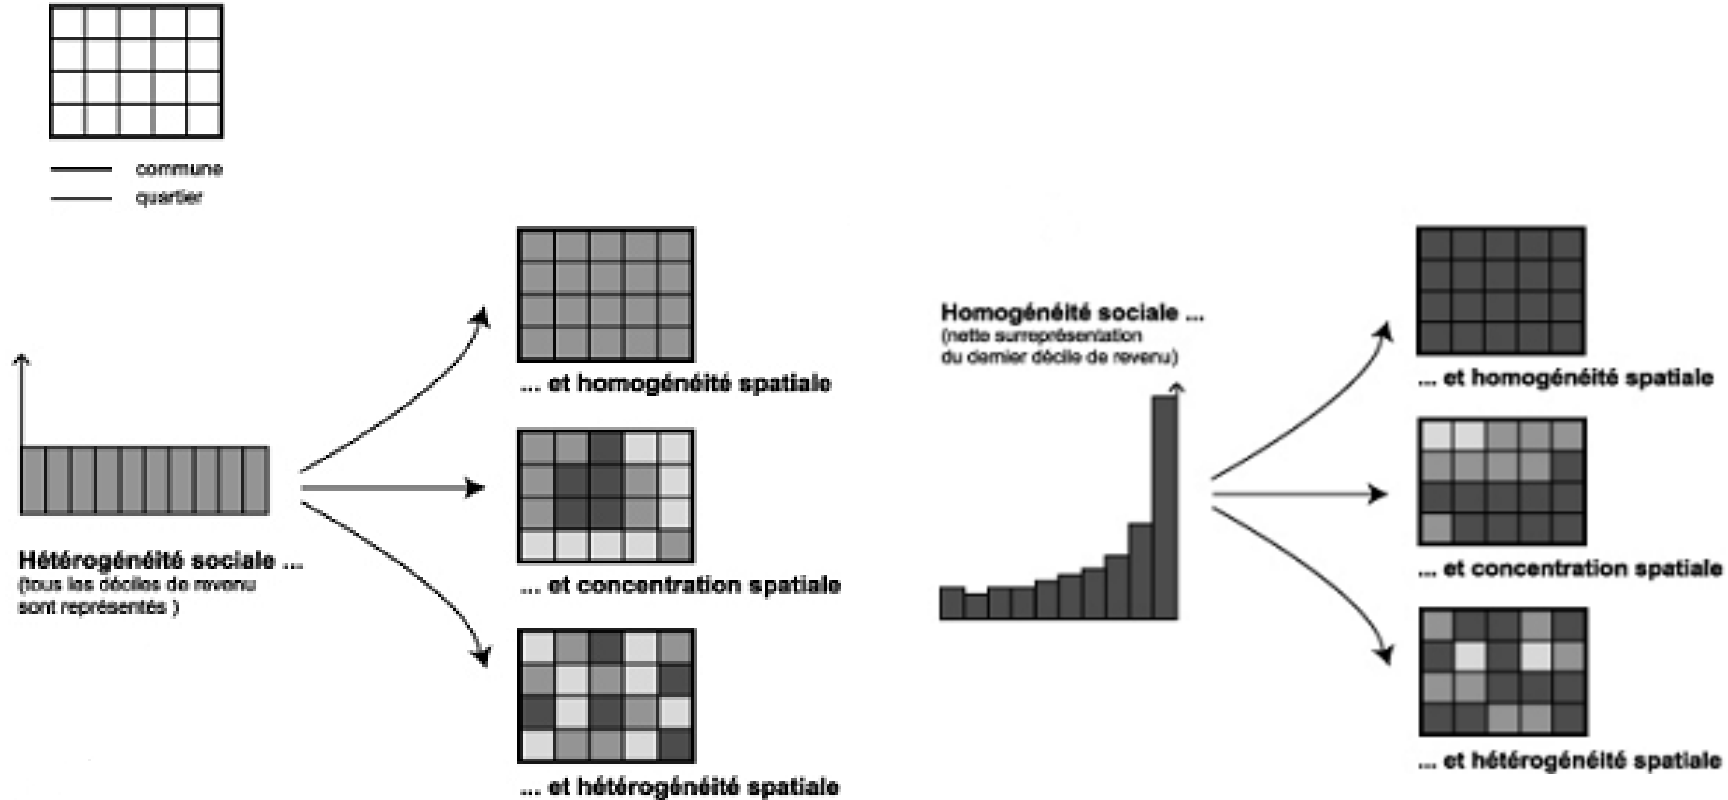 commune
quartier
Hétérogénéité sociale ...
(tous les déciles de revenu
sont représentés )
... et homogénéité spatiale
... et concentration spatiale
... et hétérogénéité spatiale
Homogénéité sociale ...
(nette surreprésentation
du dernier décile de revenu)
... et homogénéité spatiale
... et concentration spatiale
... et hétérogénéité spatiale